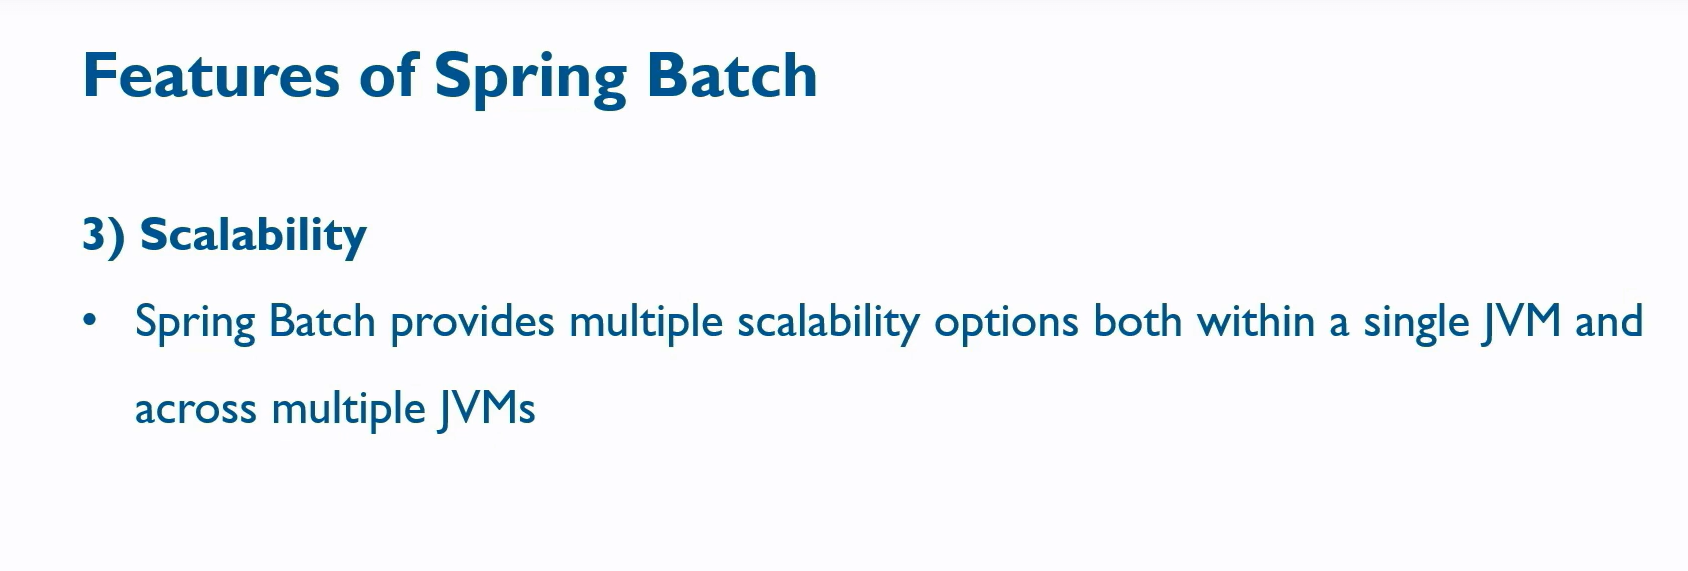 Features of Spring Batch
3) Scalability
• Spring Batch provides multiple scalability options both within a single JVM and
across multiple JVMs